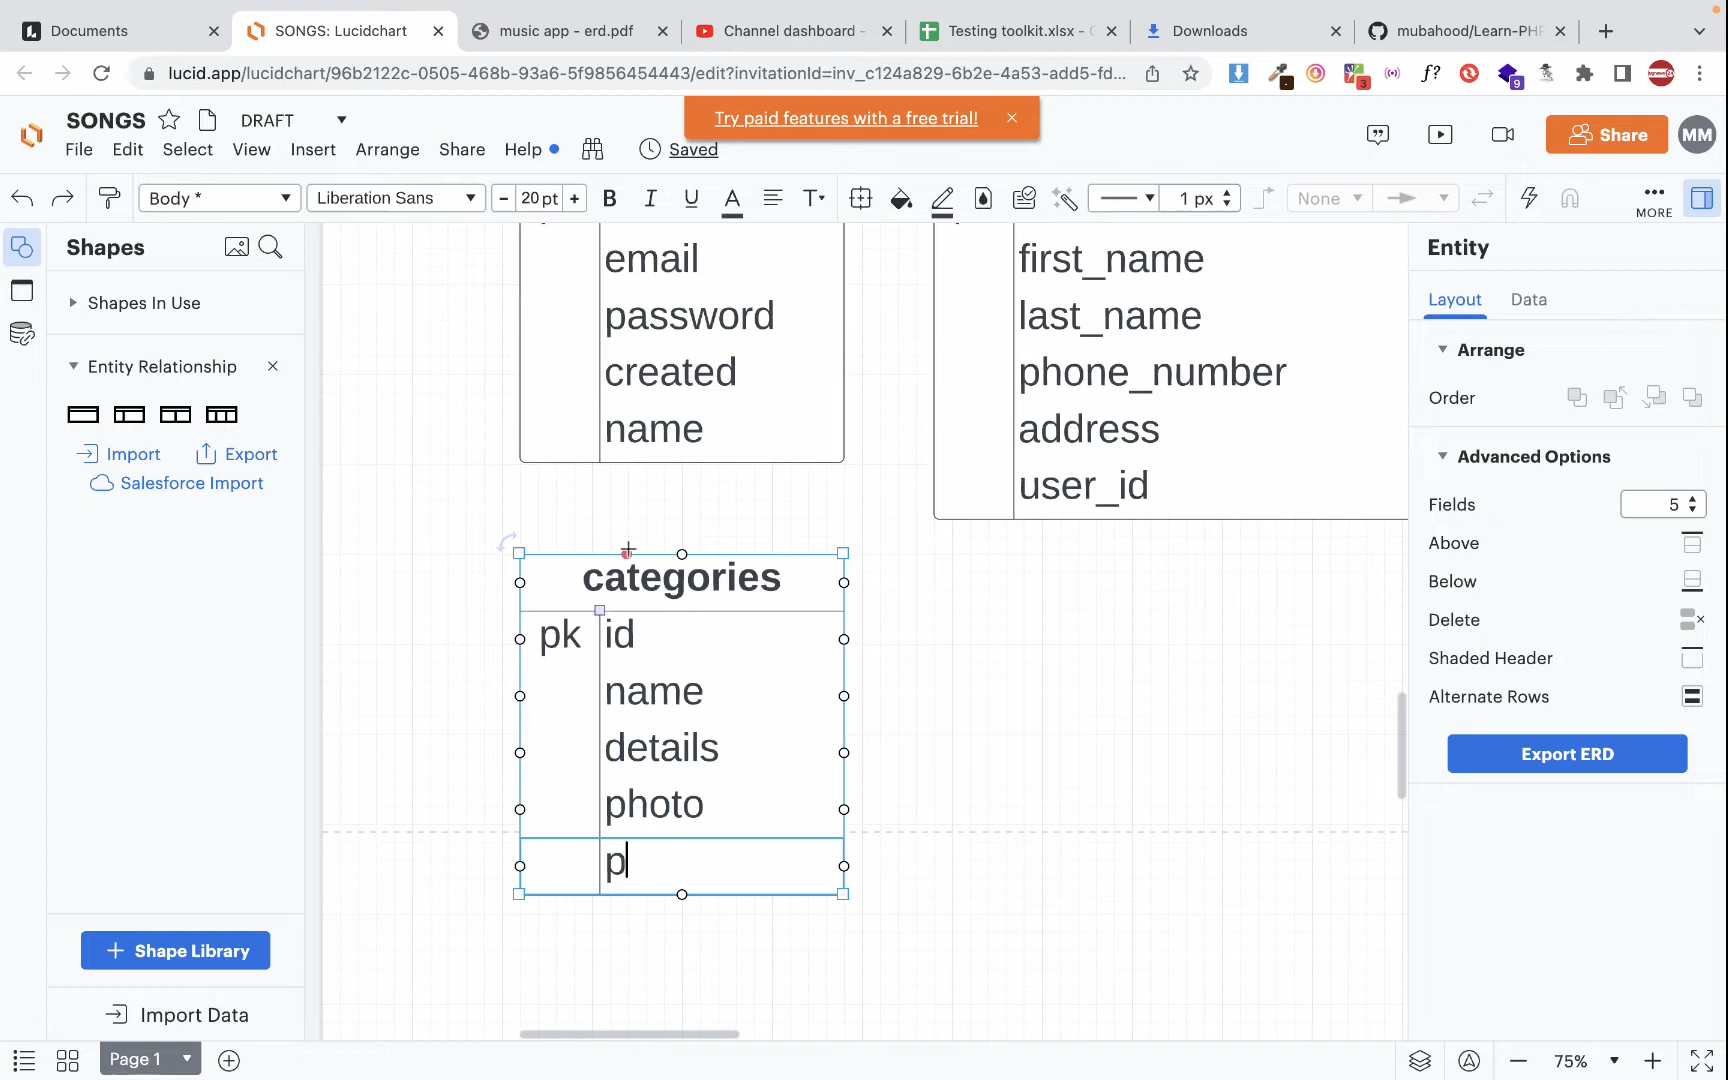 Documents
SONGS: Lucidchart
music app - erd.pdf
Channel dashboard -
Testing toolkit.xlsx -
Downloads
mubahood/Learn-PHP
lucid.app/lucidchart/96b2122c-0505-468b-93a6-5f9856454443/edit?invitationId=inv_c124a829-6b2e-4a53-add5-fd...
3
f?
9
SONGS
DRAFT
Try paid features with a free trial!
File
Edit
Select
View
Insert
Arrange
Share
Help
Saved
Share
MM
Body *
Liberation Sans
20 pt
B
I
U
A
T
1 px
None
MORE
Shapes
Shapes In Use
Entity Relationship
Import
Export
Salesforce Import
Shape Library
Import Data
email
password
created
name
first_name
last_name
phone_number
address
user_id
categories
pk id
name
details
photo
p
Entity
Layout
Data
Arrange
Order
Advanced Options
Fields
5
Above
Below
Delete
Shaded Header
Alternate Rows
Export ERD
Page 1
75%